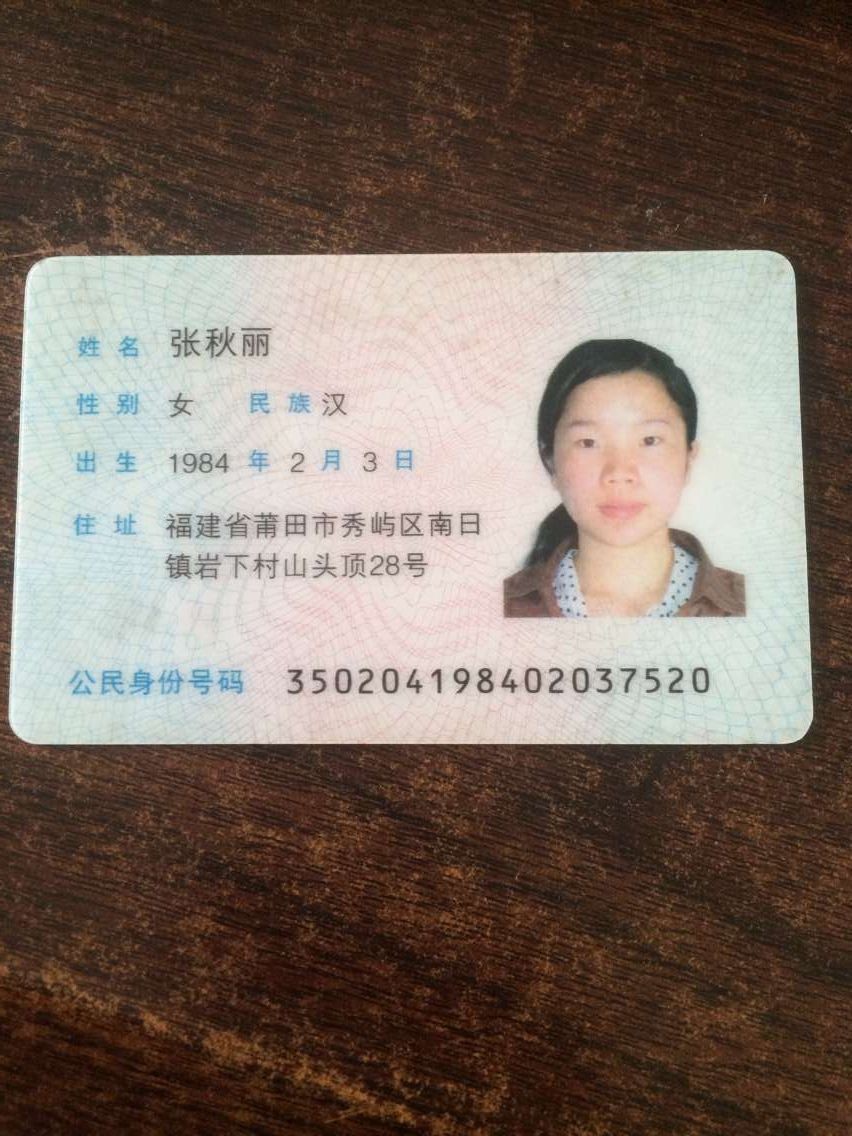 姓名 张秋丽
性别 女 民族 汉
出生 1984 年 2 月 3 日
住址 福建省莆田市秀屿区南日
镇岩下村山头顶28号
公民身份号码 350204198402037520